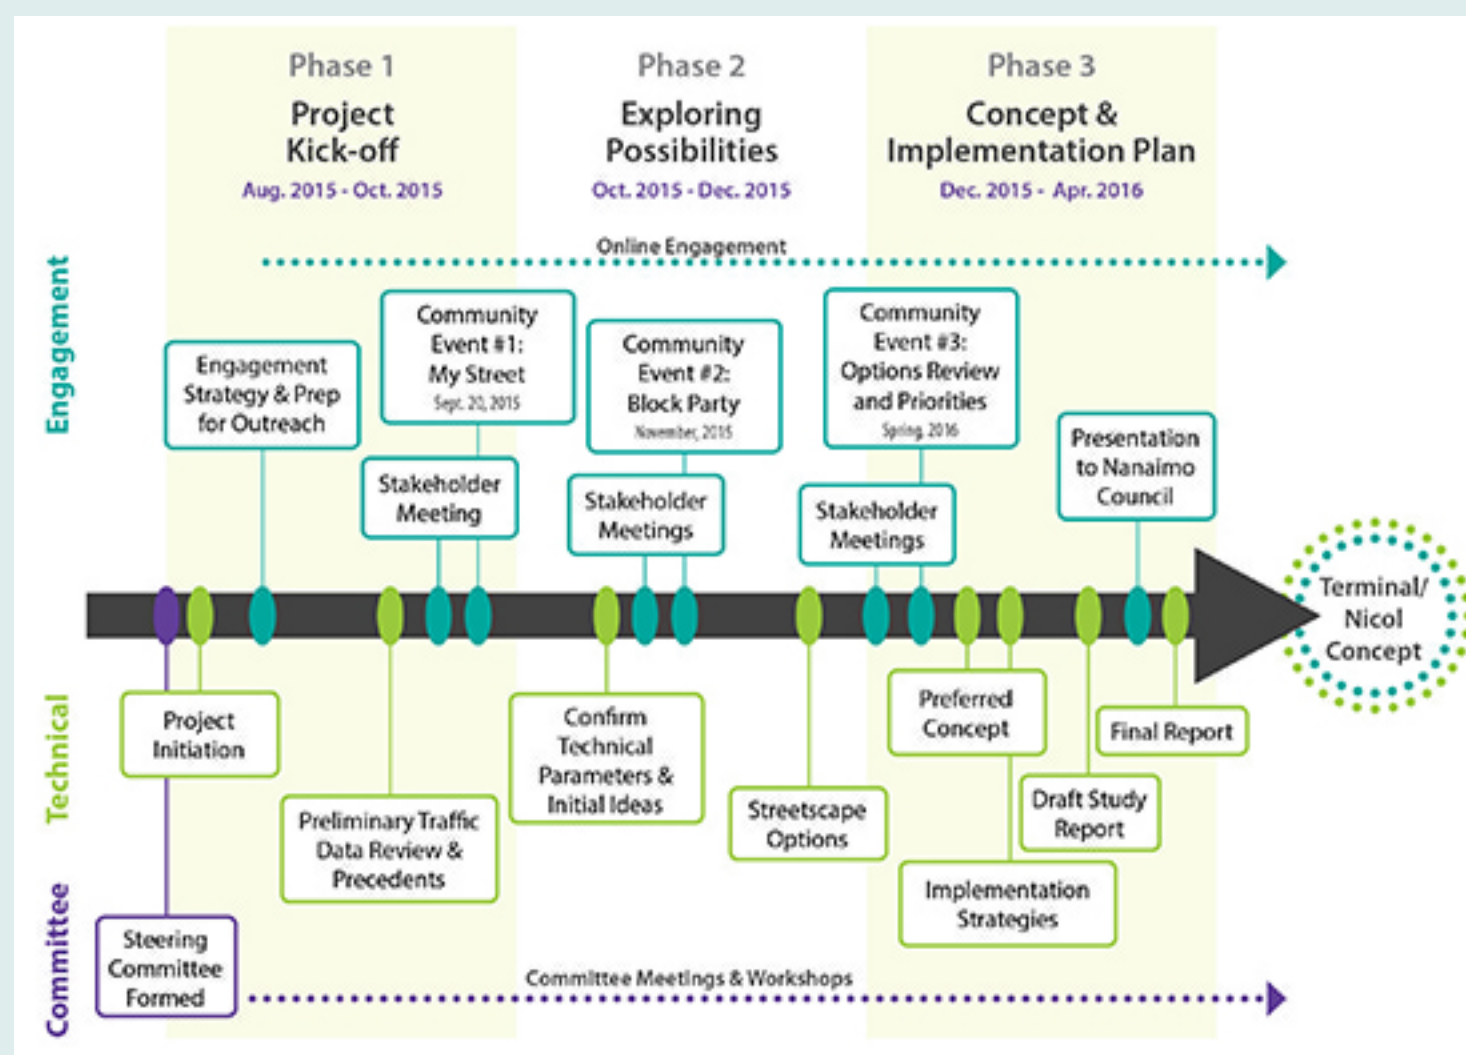 Phase 1
Project
Kick-off
Aug. 2015 - Oct. 2015
Phase 2
Exploring
Possibilities
Oct. 2015 - Dec. 2015
Phase 3
Concept &
Implementation Plan
Dec. 2015 - Apr. 2016
Engagement
Online Engagement
Engagement
Strategy & Prep
for Outreach
Community
Event #1:
My Street
Sept. 20, 2015
Stakeholder
Meeting
Community
Event #2:
Block Party
November, 2015
Stakeholder
Meetings
Community
Event #3:
Options Review
and Priorities
Spring, 2016
Stakeholder
Meetings
Presentation
to Nanaimo
Council
Terminal/
Nicol
Concept
Technical
Project
Initiation
Preliminary Traffic
Data Review &
Precedents
Confirm
Technical
Parameters &
Initial Ideas
Streetscape
Options
Preferred
Concept
Implementation
Strategies
Draft Study
Report
Final Report
Committee
Steering
Committee
Formed
Committee Meetings & Workshops